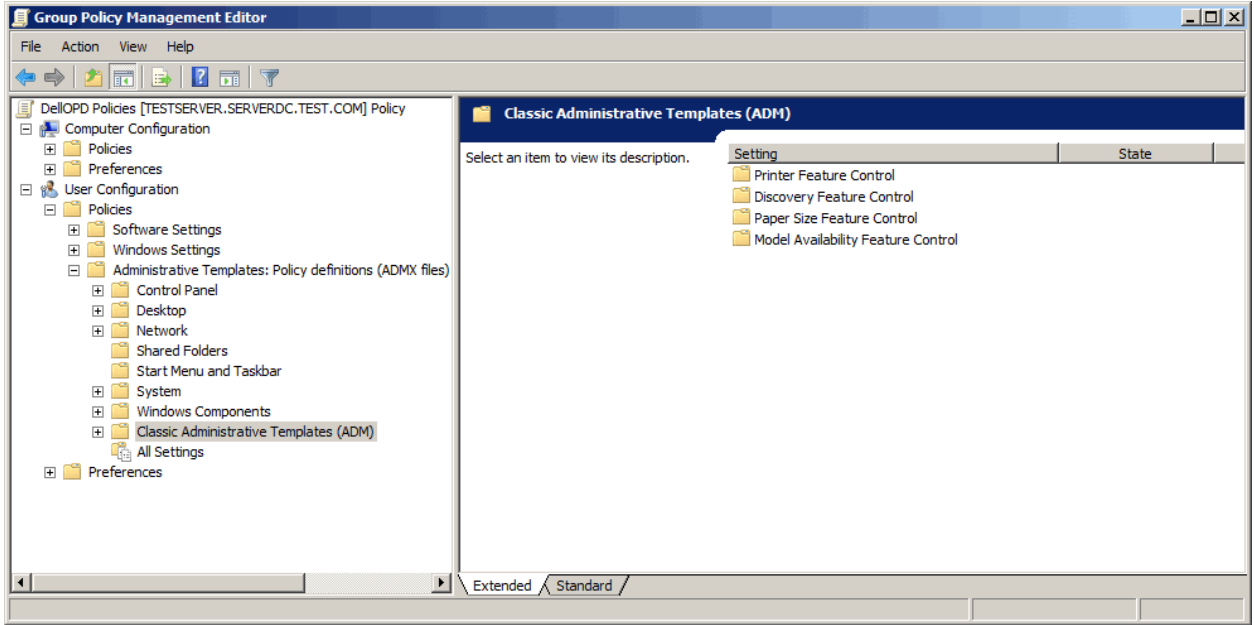 Group Policy Management Editor
File Action View Help
DellOPD Policies [TESTSERVER.SERVERDC.TEST.COM] Policy
Computer Configuration
Policies
Preferences
User Configuration
Policies
Software Settings
Windows Settings
Administrative Templates: Policy definitions (ADMX files)
Control Panel
Desktop
Network
Shared Folders
Start Menu and Taskbar
System
Windows Components
Classic Administrative Templates (ADM)
All Settings
Preferences
Classic Administrative Templates (ADM)
Select an item to view its description.
Setting State
Printer Feature Control
Discovery Feature Control
Paper Size Feature Control
Model Availability Feature Control
Extended Standard